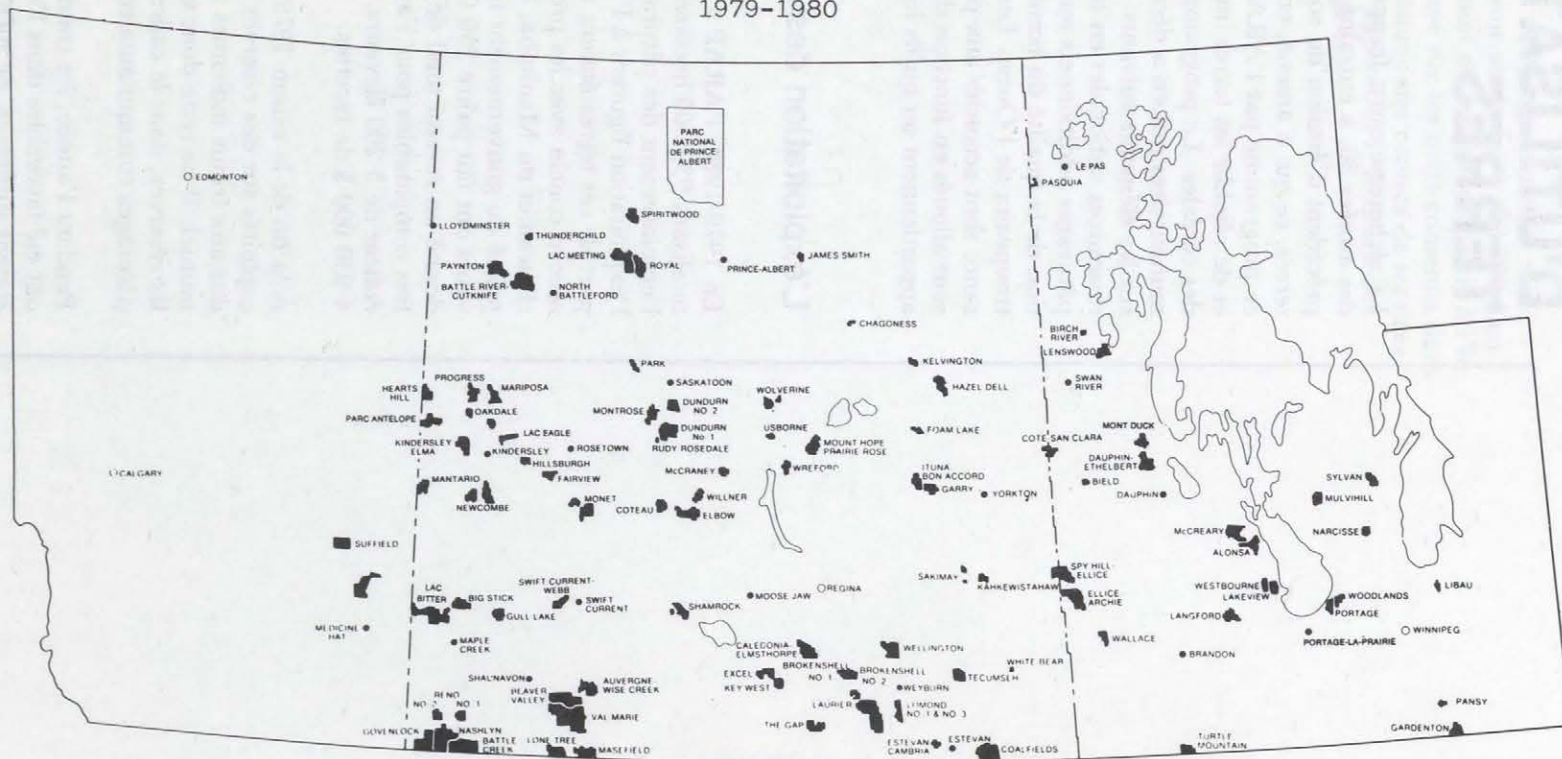 1979-1980
PARC
NATIONAL
DE PRINCE-
ALBERT
EDMONTON
LE PAS
PASQUIA
SPIRITWOOD
LLOYDMINSTER
THUNDERCHILD
LAC MEETING
ROYAL
PRINCE-ALBERT
JAMES SMITH
PAYNTON
BATTLE RIVER-
CUTKNIFE
NORTH
BATTLEFORD
CHAGONESS
BIRCH
RIVER
LENSWOOD
PARK
KELVINGTON
SWAN
RIVER
HEARTS
HILL
PROGRESS
MARIPOSA
SASKATOON
WOLVERINE
HAZEL DELL
PARC ANTELOPE
OAKDALE
MONTROSE
DUNDURN
NO 2
LAC EAGLE
DUNDURN
No 1
USBORNE
FOAM LAKE
MONT DUCK
COTE SAN CLARA
KINDERSLEY
ELMA
KINDERSLEY
ROSETOWN
RUDY ROSEDALE
MOUNT HOPE
PRAIRIE ROSE
DAUPHIN-
ETHELBERT
CALGARY
HILLSBURGH
FAIRVIEW
McCRANEY
WREFORD
ITUNA
BON ACCORD
GARRY
YORKTON
BIELD
DAUPHIN
SYLVAN
MULVIHILL
MANTARIO
NEWCOMBE
MONET
COTEAU
WILLNER
ELBOW
McCREARY
ALONSA
NARCISSE
SUFFIELD
SAKIMAY
KAHKEWISTAHAW
SPY HILL-
ELLICE
WESTBOURNE
LAKEVIEW
LIBAU
LAC
BITTER
BIG STICK
SWIFT CURRENT-
WEBB
SWIFT
CURRENT
GULL LAKE
SHAMROCK
MOOSE JAW
REGINA
ELLICE
ARCHIE
LANGFORD
WOODLANDS
PORTAGE
MEDICINE
HAT
MAPLE
CREEK
CALEDONIA-
ELMSTHORPE
WELLINGTON
WALLACE
PORTAGE-LA-PRAIRIE
WINNIPEG
BRANDON
WHITE BEAR
SHAUNAVON
AUVERGNE
WISE CREEK
EXCEL
KEY WEST
BROKENSHELL
NO 1
BROKENSHELL
NO 2
TECUMSEH
WEYBURN
RENO
NO 2
NO 1
BEAVER
VALLEY
VAL MARIE
LAURIER
LOMOND
NO 1 & NO 3
PANSY
THE GAP
GARDENTON
GOVENLOCK
NASHLYN
BATTLE
CREEK
LONE TREE
MASEFIELD
ESTEVAN
CAMBRIA
ESTEVAN
COALFIELDS
TURTLE
MOUNTAIN